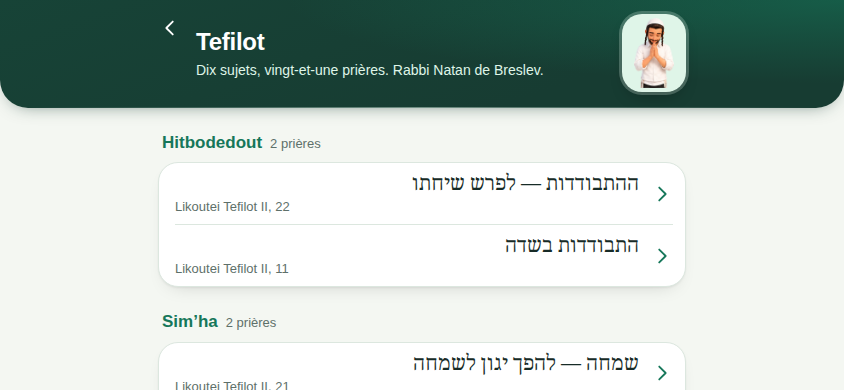 Tefilot
Dix sujets, vingt-et-une prières. Rabbi Natan de Breslev.
Hitbodedout 2 prières
ההתבודדות — לפרש שיחתו
Likoutei Tefilot II, 22
התבודדות בשדה
Likoutei Tefilot II, 11
Sim’ha 2 prières
שמחה — להפך יגון לשמחה
Likoutei Tefilot II, 21